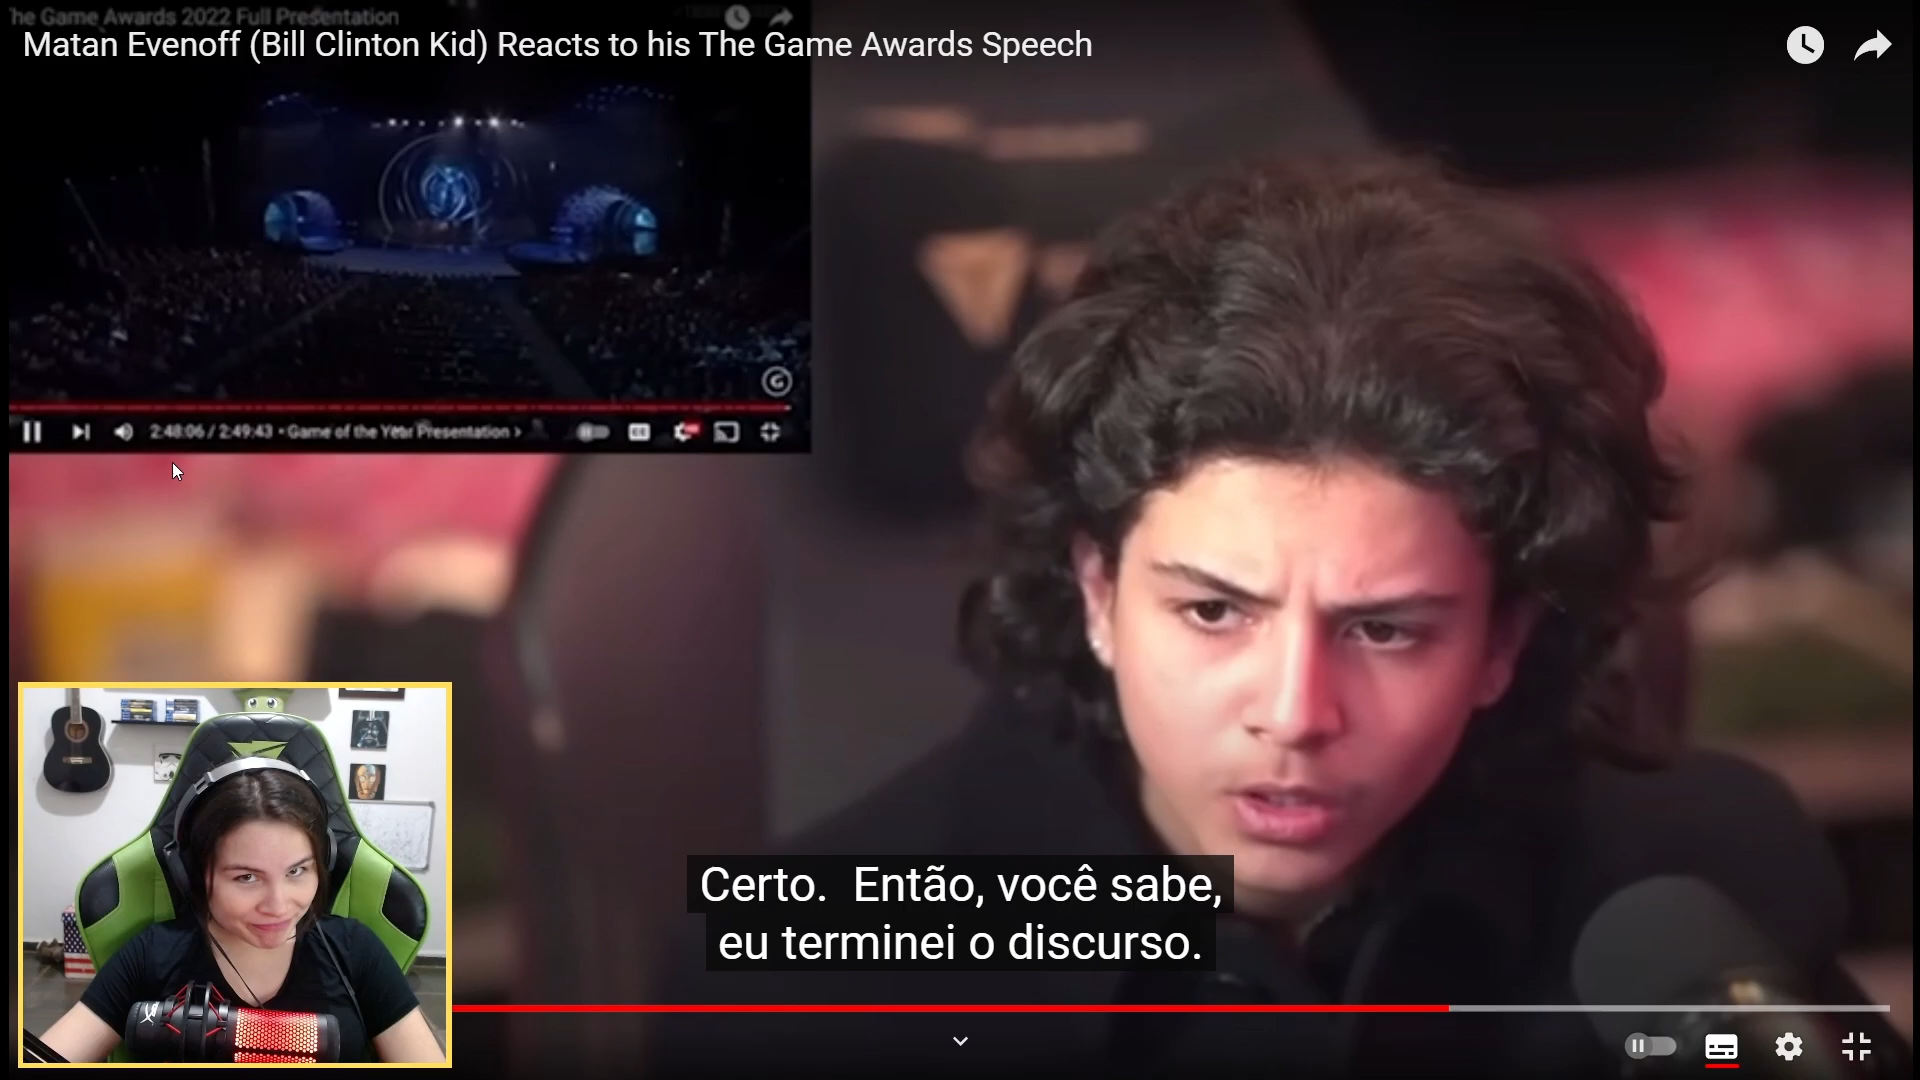 he Game Awards 2022 Full Presentation
Matan Evenoff (Bill Clinton Kid) Reacts to his The Game Awards Speech
2:48:06 / 2:49:43 • Game of the Year Presentation >
CC
G
Certo.  Então, você sabe,
eu terminei o discurso.